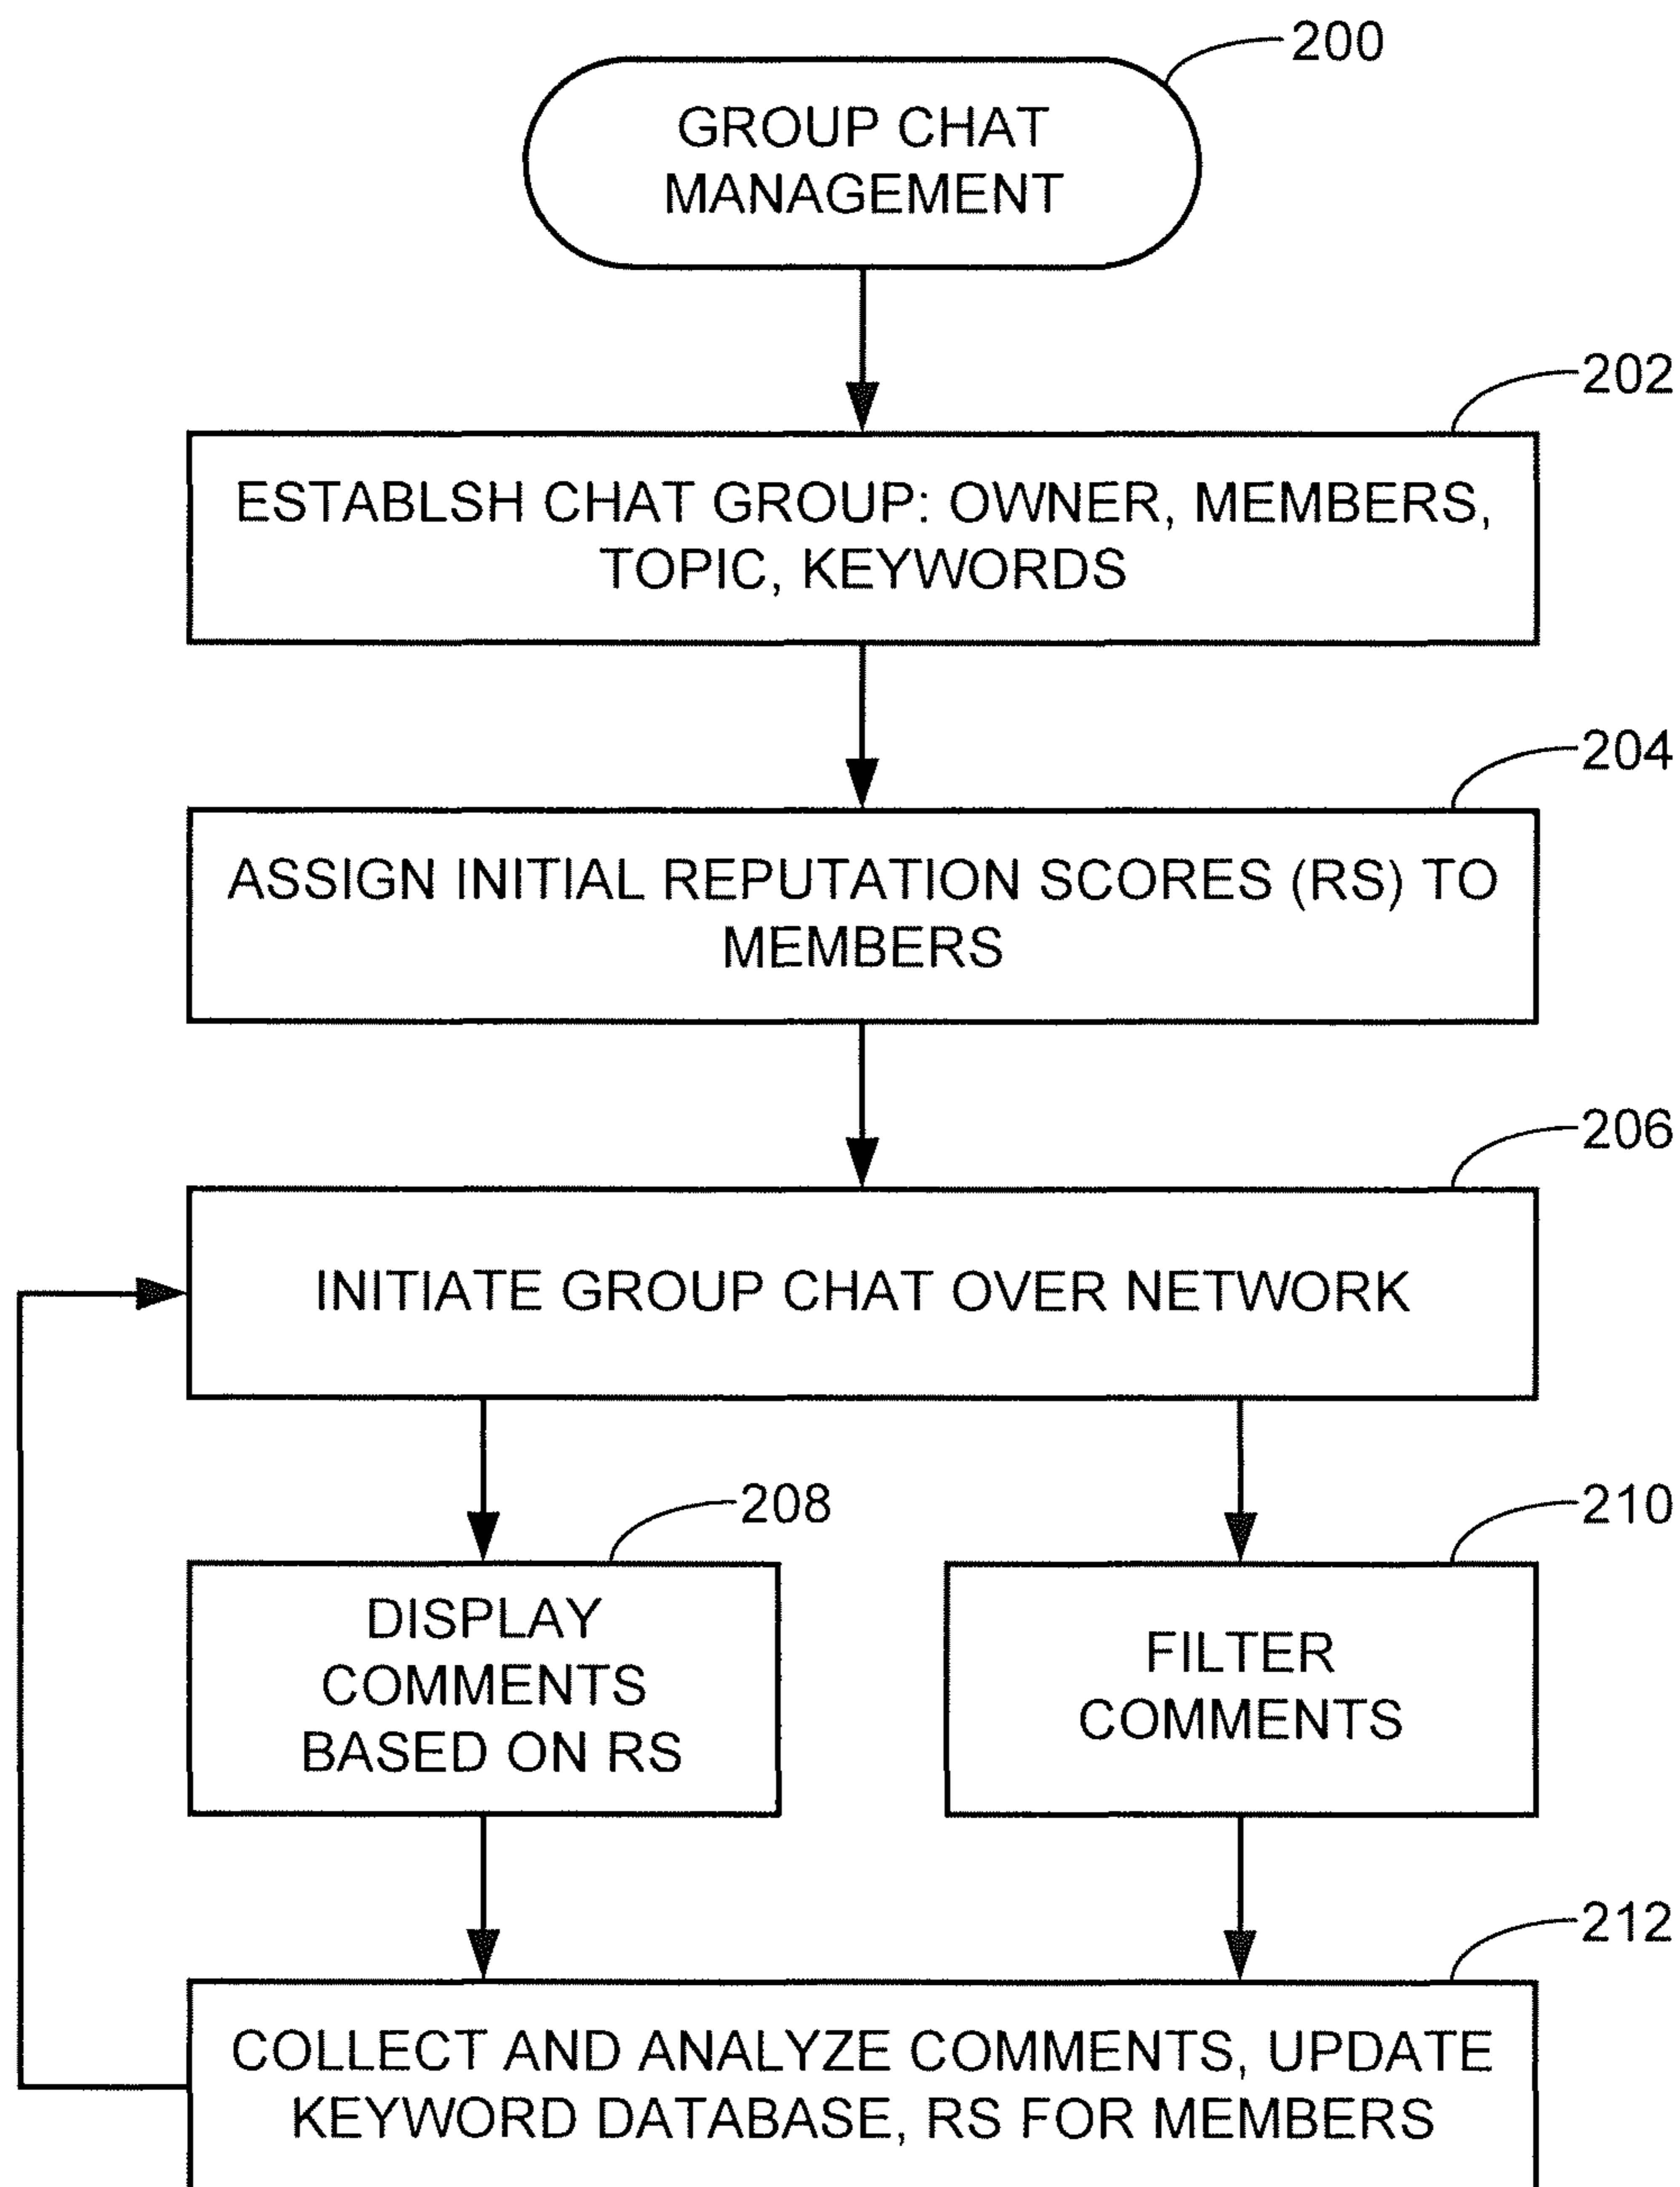 200
GROUP CHAT
MANAGEMENT
202
ESTABLSH CHAT GROUP: OWNER, MEMBERS,
TOPIC, KEYWORDS
204
ASSIGN INITIAL REPUTATION SCORES (RS) TO
MEMBERS
206
INITIATE GROUP CHAT OVER NETWORK
208
DISPLAY
COMMENTS
BASED ON RS
210
FILTER
COMMENTS
212
COLLECT AND ANALYZE COMMENTS, UPDATE
KEYWORD DATABASE, RS FOR MEMBERS